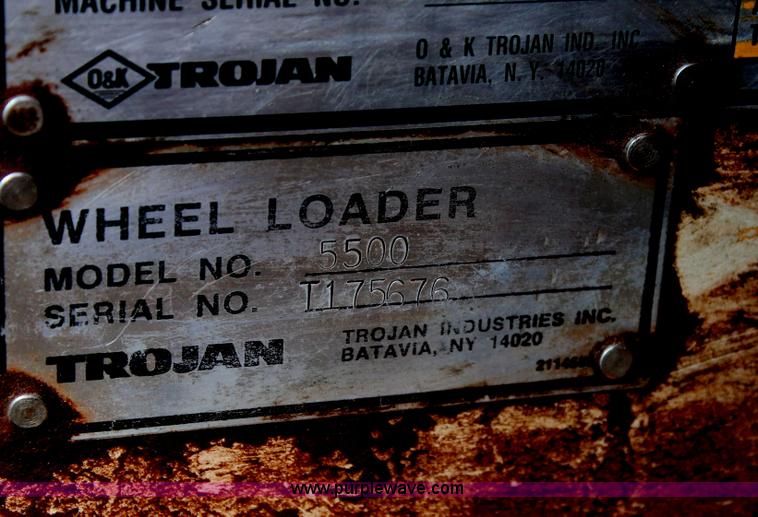 MACHINE SERIAL NO.
O&K TROJAN
O & K TROJAN IND. INC.
BATAVIA, N.Y. 14020
WHEEL LOADER
MODEL NO. 5500
SERIAL NO. T175676
TROJAN
TROJAN INDUSTRIES INC.
BATAVIA, NY 14020
www.purplewave.com